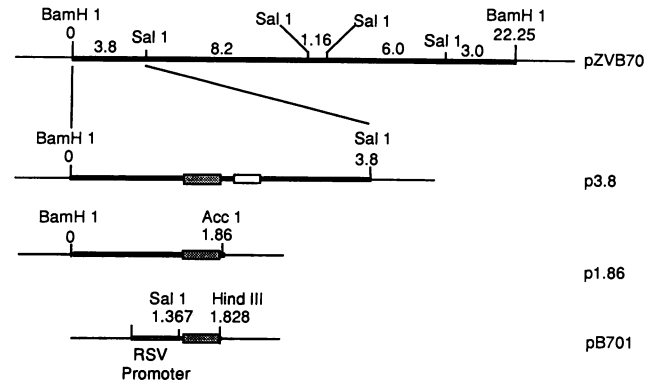 BamH 1
0
3.8
Sal 1
8.2
Sal 1
1.16
Sal 1
6.0
Sal 1
3.0
BamH 1
22.25
pZVB70
BamH 1
0
Sal 1
3.8
p3.8
BamH 1
0
Acc 1
1.86
p1.86
Sal 1
1.367
Hind III
1.828
pB701
RSV
Promoter